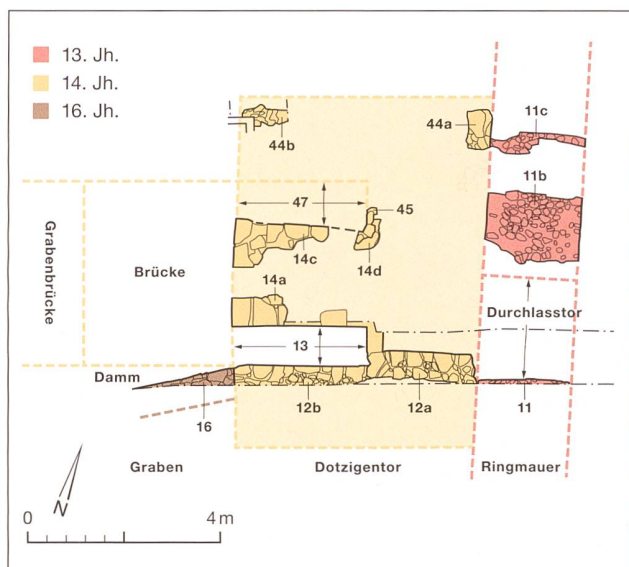 13. Jh.
14. Jh.
16. Jh.
44b
44a
11c
11b
47
45
14c
14d
Grabenbrücke
Brücke
14a
Durchlasstor
13
Damm
16
12b
12a
11
Graben
Dotzigentor
Ringmauer
N
0
4 m